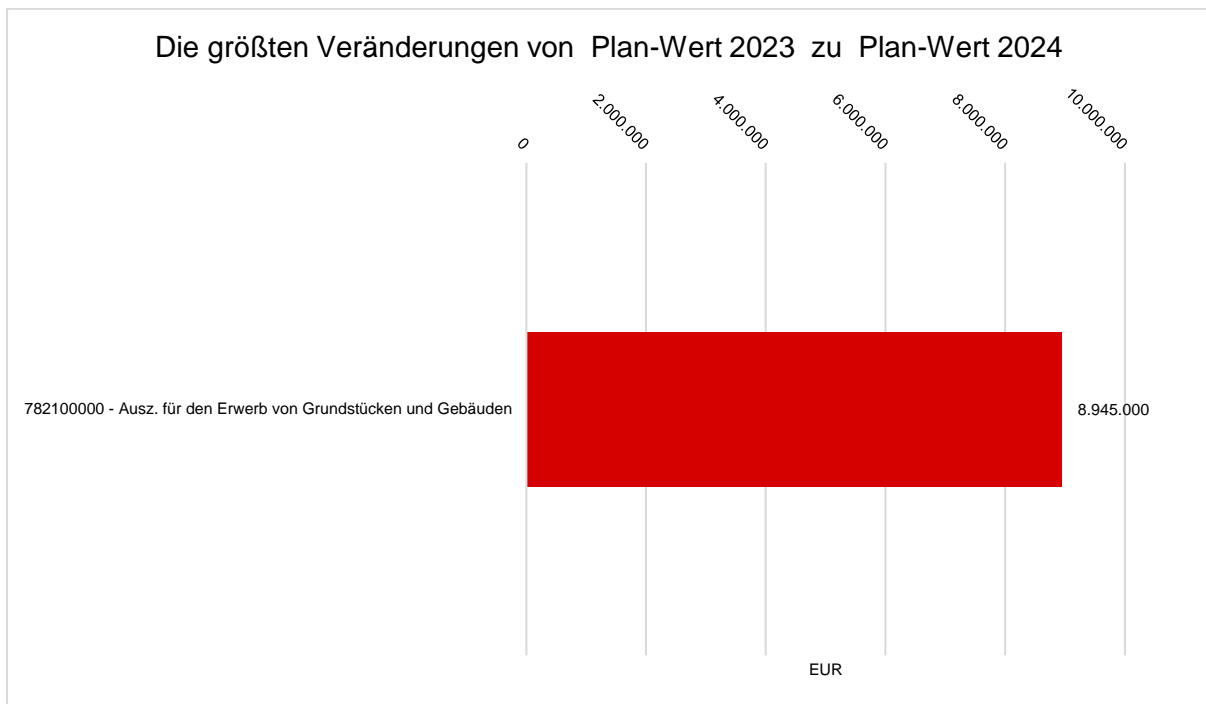 Die größten Veränderungen von  Plan-Wert 2023  zu  Plan-Wert 2024
0
2.000.000
4.000.000
6.000.000
8.000.000
10.000.000
782100000 - Ausz. für den Erwerb von Grundstücken und Gebäuden
8.945.000
EUR